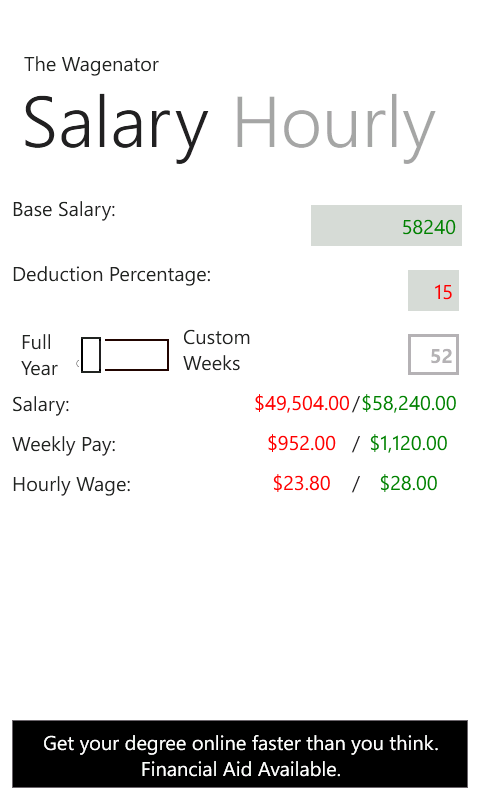 The Wagenator
Salary Hourly
Base Salary:
58240
Deduction Percentage:
15
Full
Year
Custom
Weeks
52
Salary: $49,504.00/$58,240.00
Weekly Pay: $952.00 / $1,120.00
Hourly Wage: $23.80 / $28.00
Get your degree online faster than you think.
Financial Aid Available.